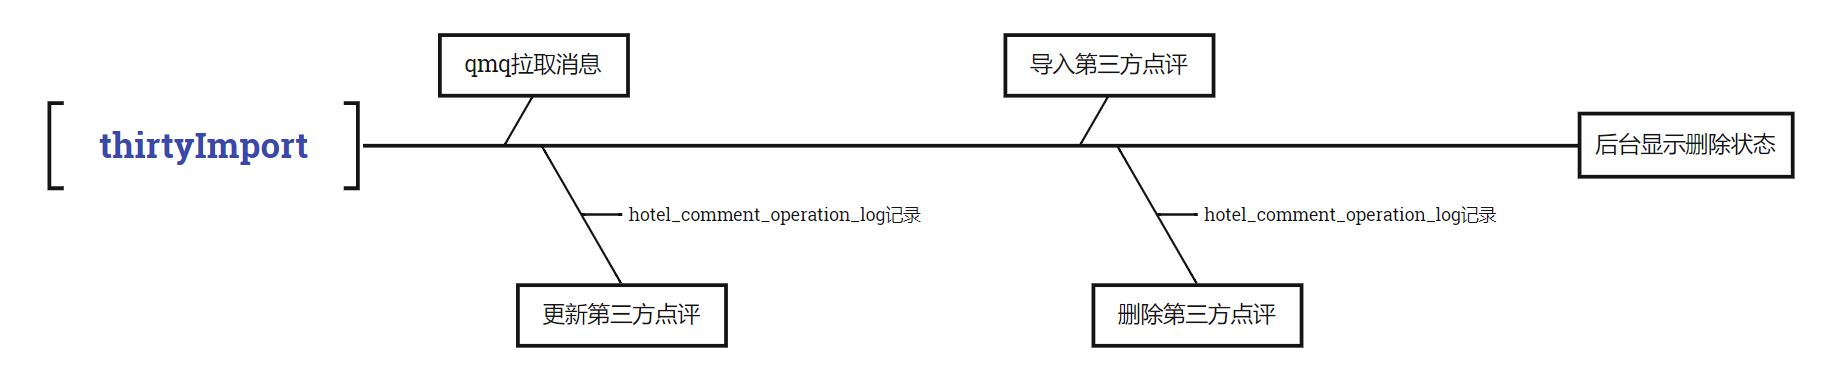 qmq拉取消息
导入第三方点评
thirtyImport
后台显示删除状态
hotel_comment_operation_log记录
hotel_comment_operation_log记录
更新第三方点评
删除第三方点评